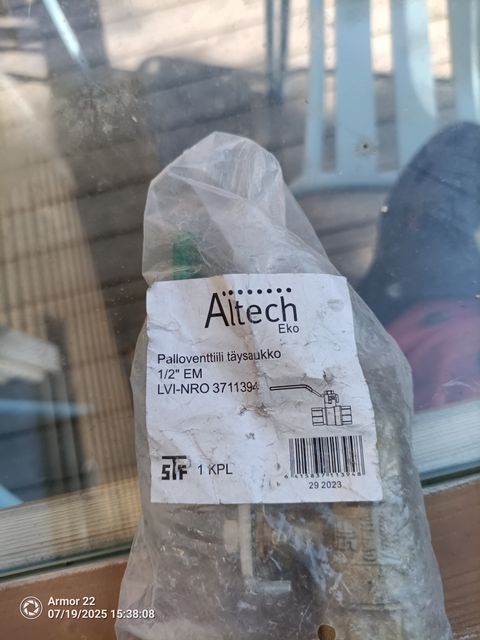 Altech
Eko
Palloventtiili täysaukko
1/2" EM
LVI-NRO 3711394
STF 1 KPL
29 2023
Armor 22
07/19/2025 15:38:08